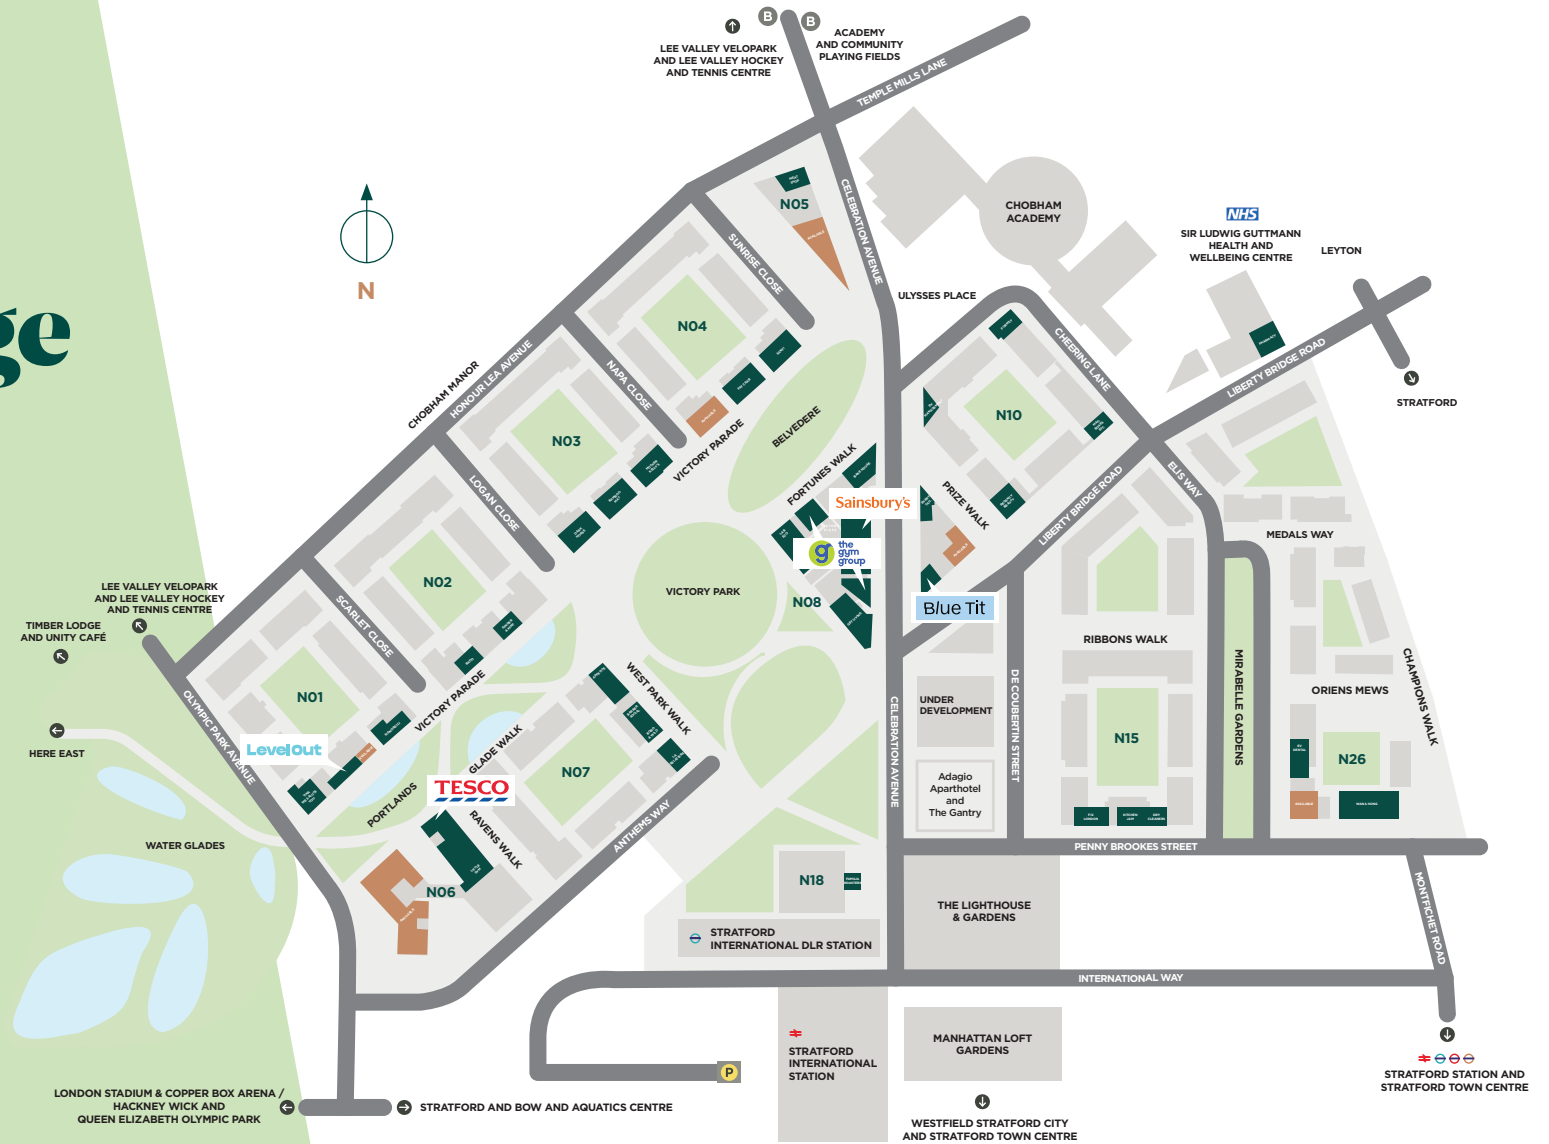 B
B
LEE VALLEY VELOPARK
AND LEE VALLEY HOCKEY
AND TENNIS CENTRE
ACADEMY
AND COMMUNITY
PLAYING FIELDS
TEMPLE MILLS LANE
CELEBRATION AVENUE
N05
AVAILABLE
CHOBHAM
ACADEMY
NHS
SIR LUDWIG GUTTMANN
HEALTH AND
WELLBEING CENTRE
LEYTON
N
ge
SUNRISE CLOSE
ULYSSES PLACE
N04
CHEERING LANE
PHARMACY
LIBERTY BRIDGE ROAD
STRATFORD
CHOBHAM MANOR
HONOUR LEA AVENUE
NAPA CLOSE
N03
VICTORY PARADE
BELVEDERE
N10
FORTUNES WALK
Sainsbury's
PRIZE WALK
LIBERTY BRIDGE ROAD
ELIS WAY
MEDALS WAY
LOGAN CLOSE
N02
the
gym
group
VICTORY PARK
N08
Blue Tit
AVAILABLE
LEE VALLEY VELOPARK
AND LEE VALLEY HOCKEY
AND TENNIS CENTRE
TIMBER LODGE
AND UNITY CAFÉ
SCARLET CLOSE
RIBBONS WALK
MIRABELLE GARDENS
CHAMPIONS WALK
ORIENS MEWS
N01
OLYMPIC PARK AVENUE
VICTORY PARADE
WEST PARK WALK
UNDER
DEVELOPMENT
DE COUBERTIN STREET
CELEBRATION AVENUE
N15
N26
HERE EAST
LevelOut
GLADE WALK
N07
TESCO
PORTLANDS
RAVENS WALK
ANTHEMS WAY
Adagio
Aparthotel
and
The Gantry
AVAILABLE
KITCHEN
DRY
CLEANERS
PENNY BROOKES STREET
WATER GLADES
N06
N18
THE LIGHTHOUSE
& GARDENS
MONTFICHET ROAD
STRATFORD
INTERNATIONAL DLR STATION
INTERNATIONAL WAY
STRATFORD
INTERNATIONAL
STATION
MANHATTAN LOFT
GARDENS
P
STRATFORD STATION AND
STRATFORD TOWN CENTRE
LONDON STADIUM & COPPER BOX ARENA /
HACKNEY WICK AND
QUEEN ELIZABETH OLYMPIC PARK
STRATFORD AND BOW AND AQUATICS CENTRE
WESTFIELD STRATFORD CITY
AND STRATFORD TOWN CENTRE